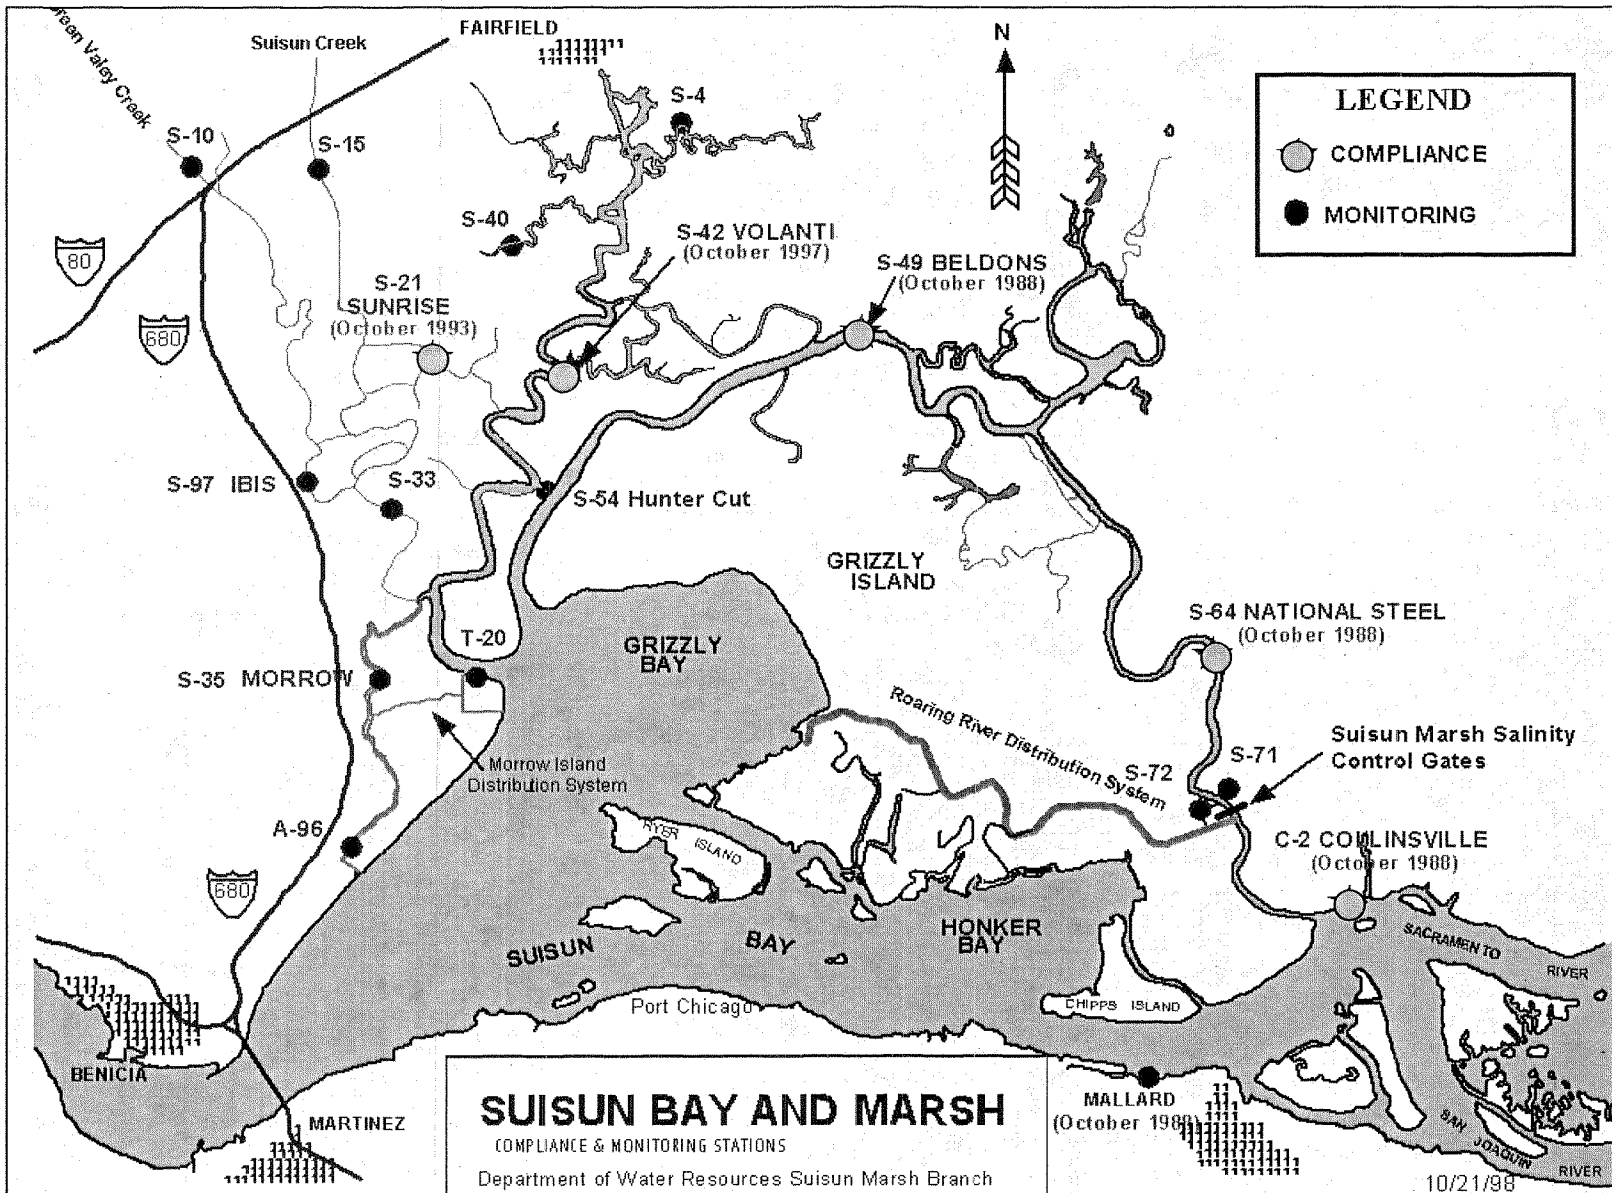 Green Valey Creek
Suisun Creek
FAIRFIELD
N
LEGEND
COMPLIANCE
MONITORING
S-4
S-10
S-15
S-40
S-42 VOLANTI
(October 1997)
S-49 BELDONS
(October 1988)
80
S-21
SUNRISE
(October 1993)
680
S-97 IBIS
S-33
S-54 Hunter Cut
GRIZZLY
ISLAND
S-64 NATIONAL STEEL
(October 1988)
T-20
GRIZZLY
BAY
S-35 MORROW
Roaring River Distribution System
Suisun Marsh Salinity
Control Gates
S-71
S-72
Morrow Island
Distribution System
A-96
RYER
ISLAND
C-2 COLLINSVILLE
(October 1988)
680
SUISUN
BAY
HONKER
BAY
SACRAMENTO
RIVER
Port Chicago
CHIPPS ISLAND
BENICIA
MARTINEZ
MALLARD
(October 1988)
SAN JOAQUIN
RIVER
SUISUN BAY AND MARSH
COMPLIANCE & MONITORING STATIONS
Department of Water Resources Suisun Marsh Branch
10/21/98